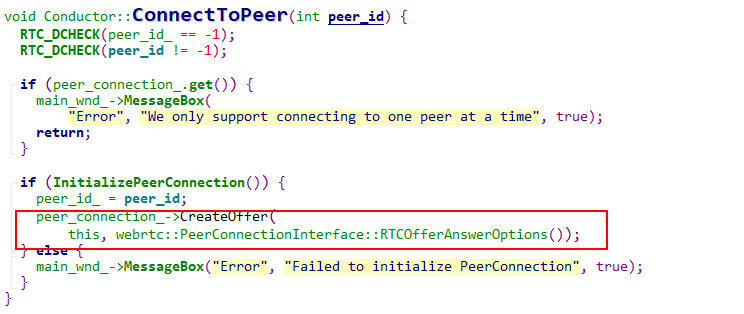 void Conductor::ConnectToPeer(int peer_id) {
  RTC_DCHECK(peer_id_ == -1);
  RTC_DCHECK(peer_id != -1);

  if (peer_connection_.get()) {
    main_wnd_->MessageBox(
        "Error", "We only support connecting to one peer at a time", true);
    return;
  }

  if (InitializePeerConnection()) {
    peer_id_ = peer_id;
    peer_connection_->CreateOffer(
        this, webrtc::PeerConnectionInterface::RTCOfferAnswerOptions());
  } else {
    main_wnd_->MessageBox("Error", "Failed to initialize PeerConnection", true);
  }
}